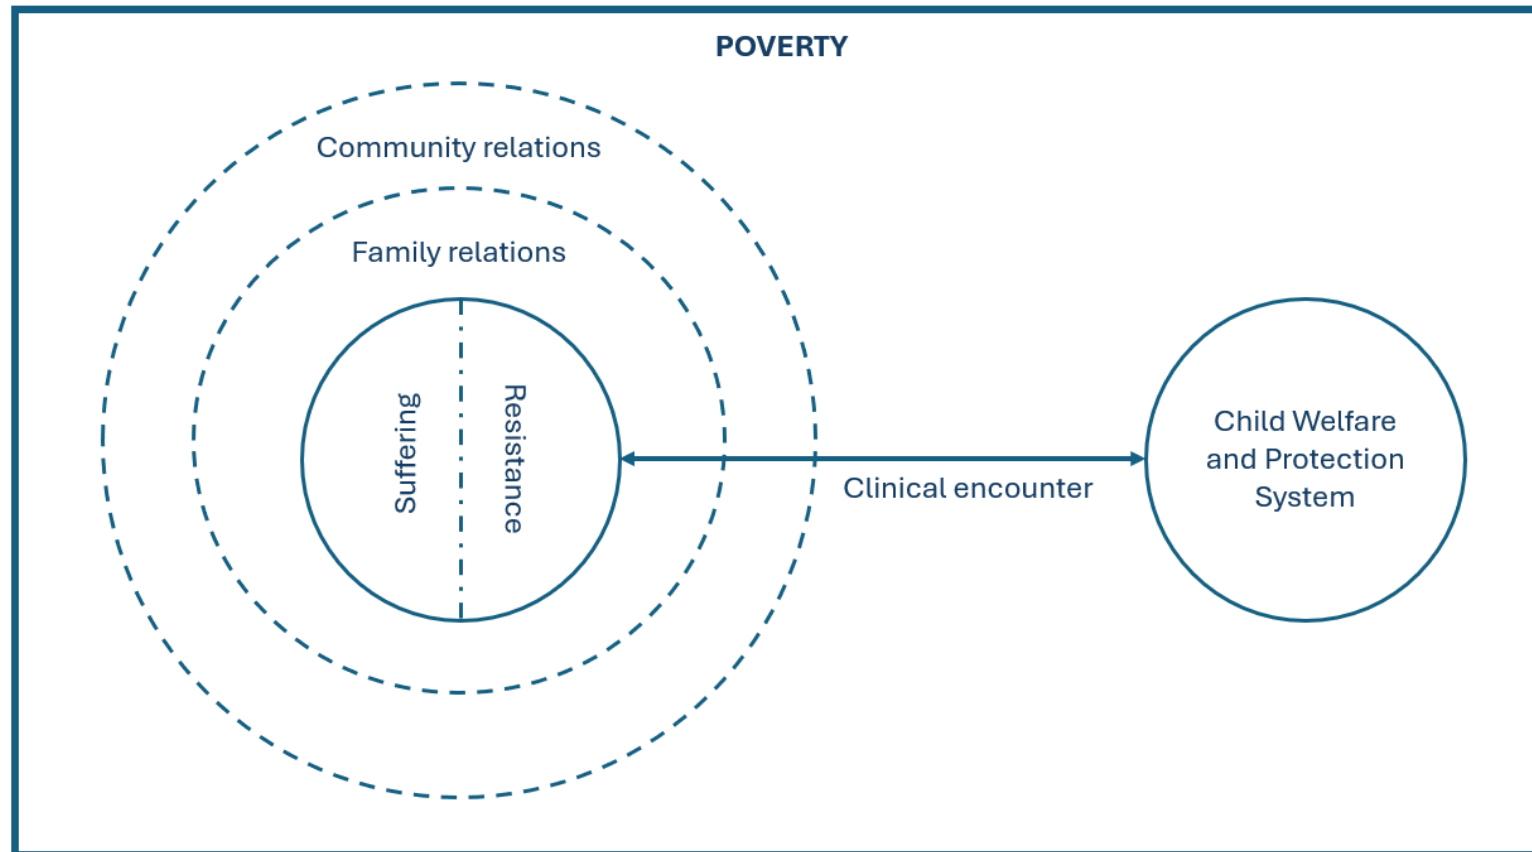 POVERTY
Community relations
Family relations
Suffering
Resistance
Clinical encounter
Child Welfare
and Protection
System